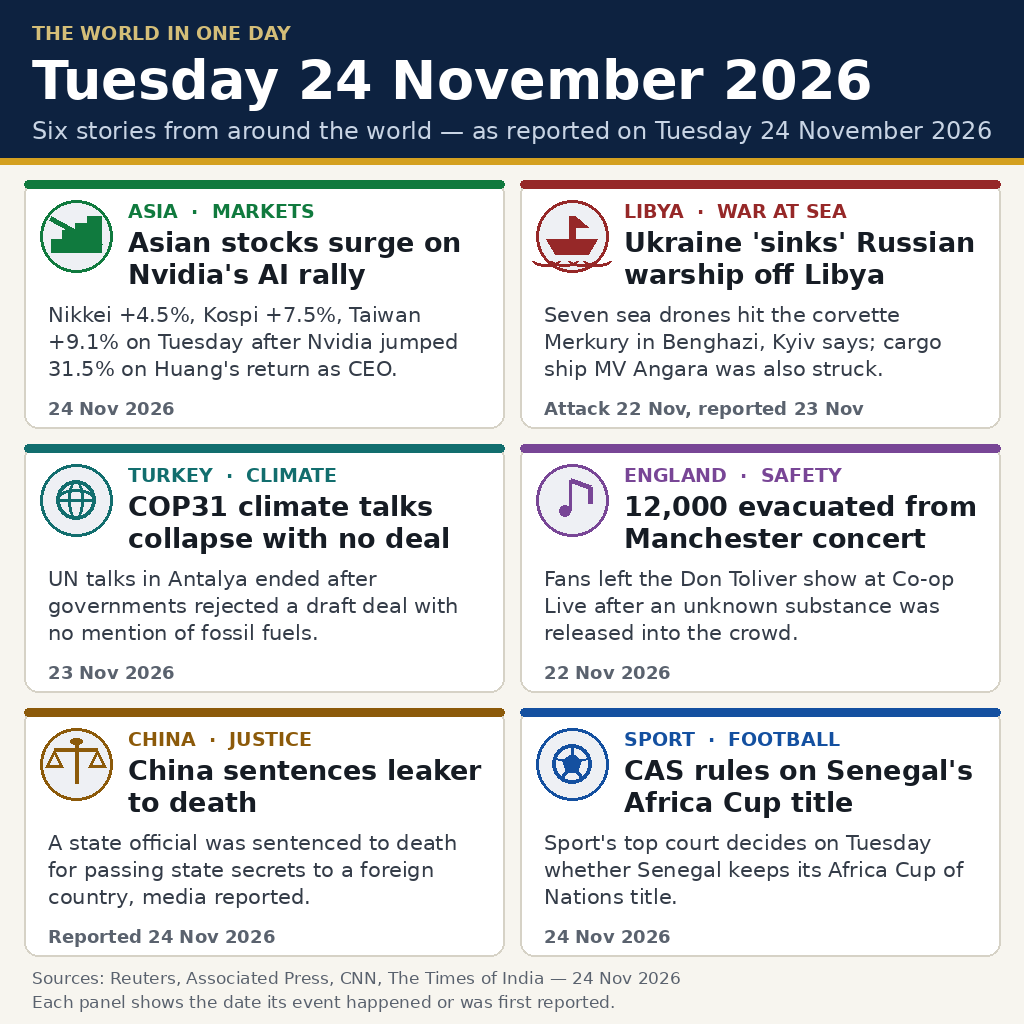 THE WORLD IN ONE DAY
Tuesday 24 November 2026
Six stories from around the world — as reported on Tuesday 24 November 2026
ASIA · MARKETS
Asian stocks surge on
Nvidia's AI rally
Nikkei +4.5%, Kospi +7.5%, Taiwan
+9.1% on Tuesday after Nvidia jumped
31.5% on Huang's return as CEO.
24 Nov 2026
LIBYA · WAR AT SEA
Ukraine 'sinks' Russian
warship off Libya
Seven sea drones hit the corvette
Merkury in Benghazi, Kyiv says; cargo
ship MV Angara was also struck.
Attack 22 Nov, reported 23 Nov
TURKEY · CLIMATE
COP31 climate talks
collapse with no deal
UN talks in Antalya ended after
governments rejected a draft deal with
no mention of fossil fuels.
23 Nov 2026
ENGLAND · SAFETY
12,000 evacuated from
Manchester concert
Fans left the Don Toliver show at Co-op
Live after an unknown substance was
released into the crowd.
22 Nov 2026
CHINA · JUSTICE
China sentences leaker
to death
A state official was sentenced to death
for passing state secrets to a foreign
country, media reported.
Reported 24 Nov 2026
SPORT · FOOTBALL
CAS rules on Senegal's
Africa Cup title
Sport's top court decides on Tuesday
whether Senegal keeps its Africa Cup of
Nations title.
24 Nov 2026
Sources: Reuters, Associated Press, CNN, The Times of India — 24 Nov 2026
Each panel shows the date its event happened or was first reported.